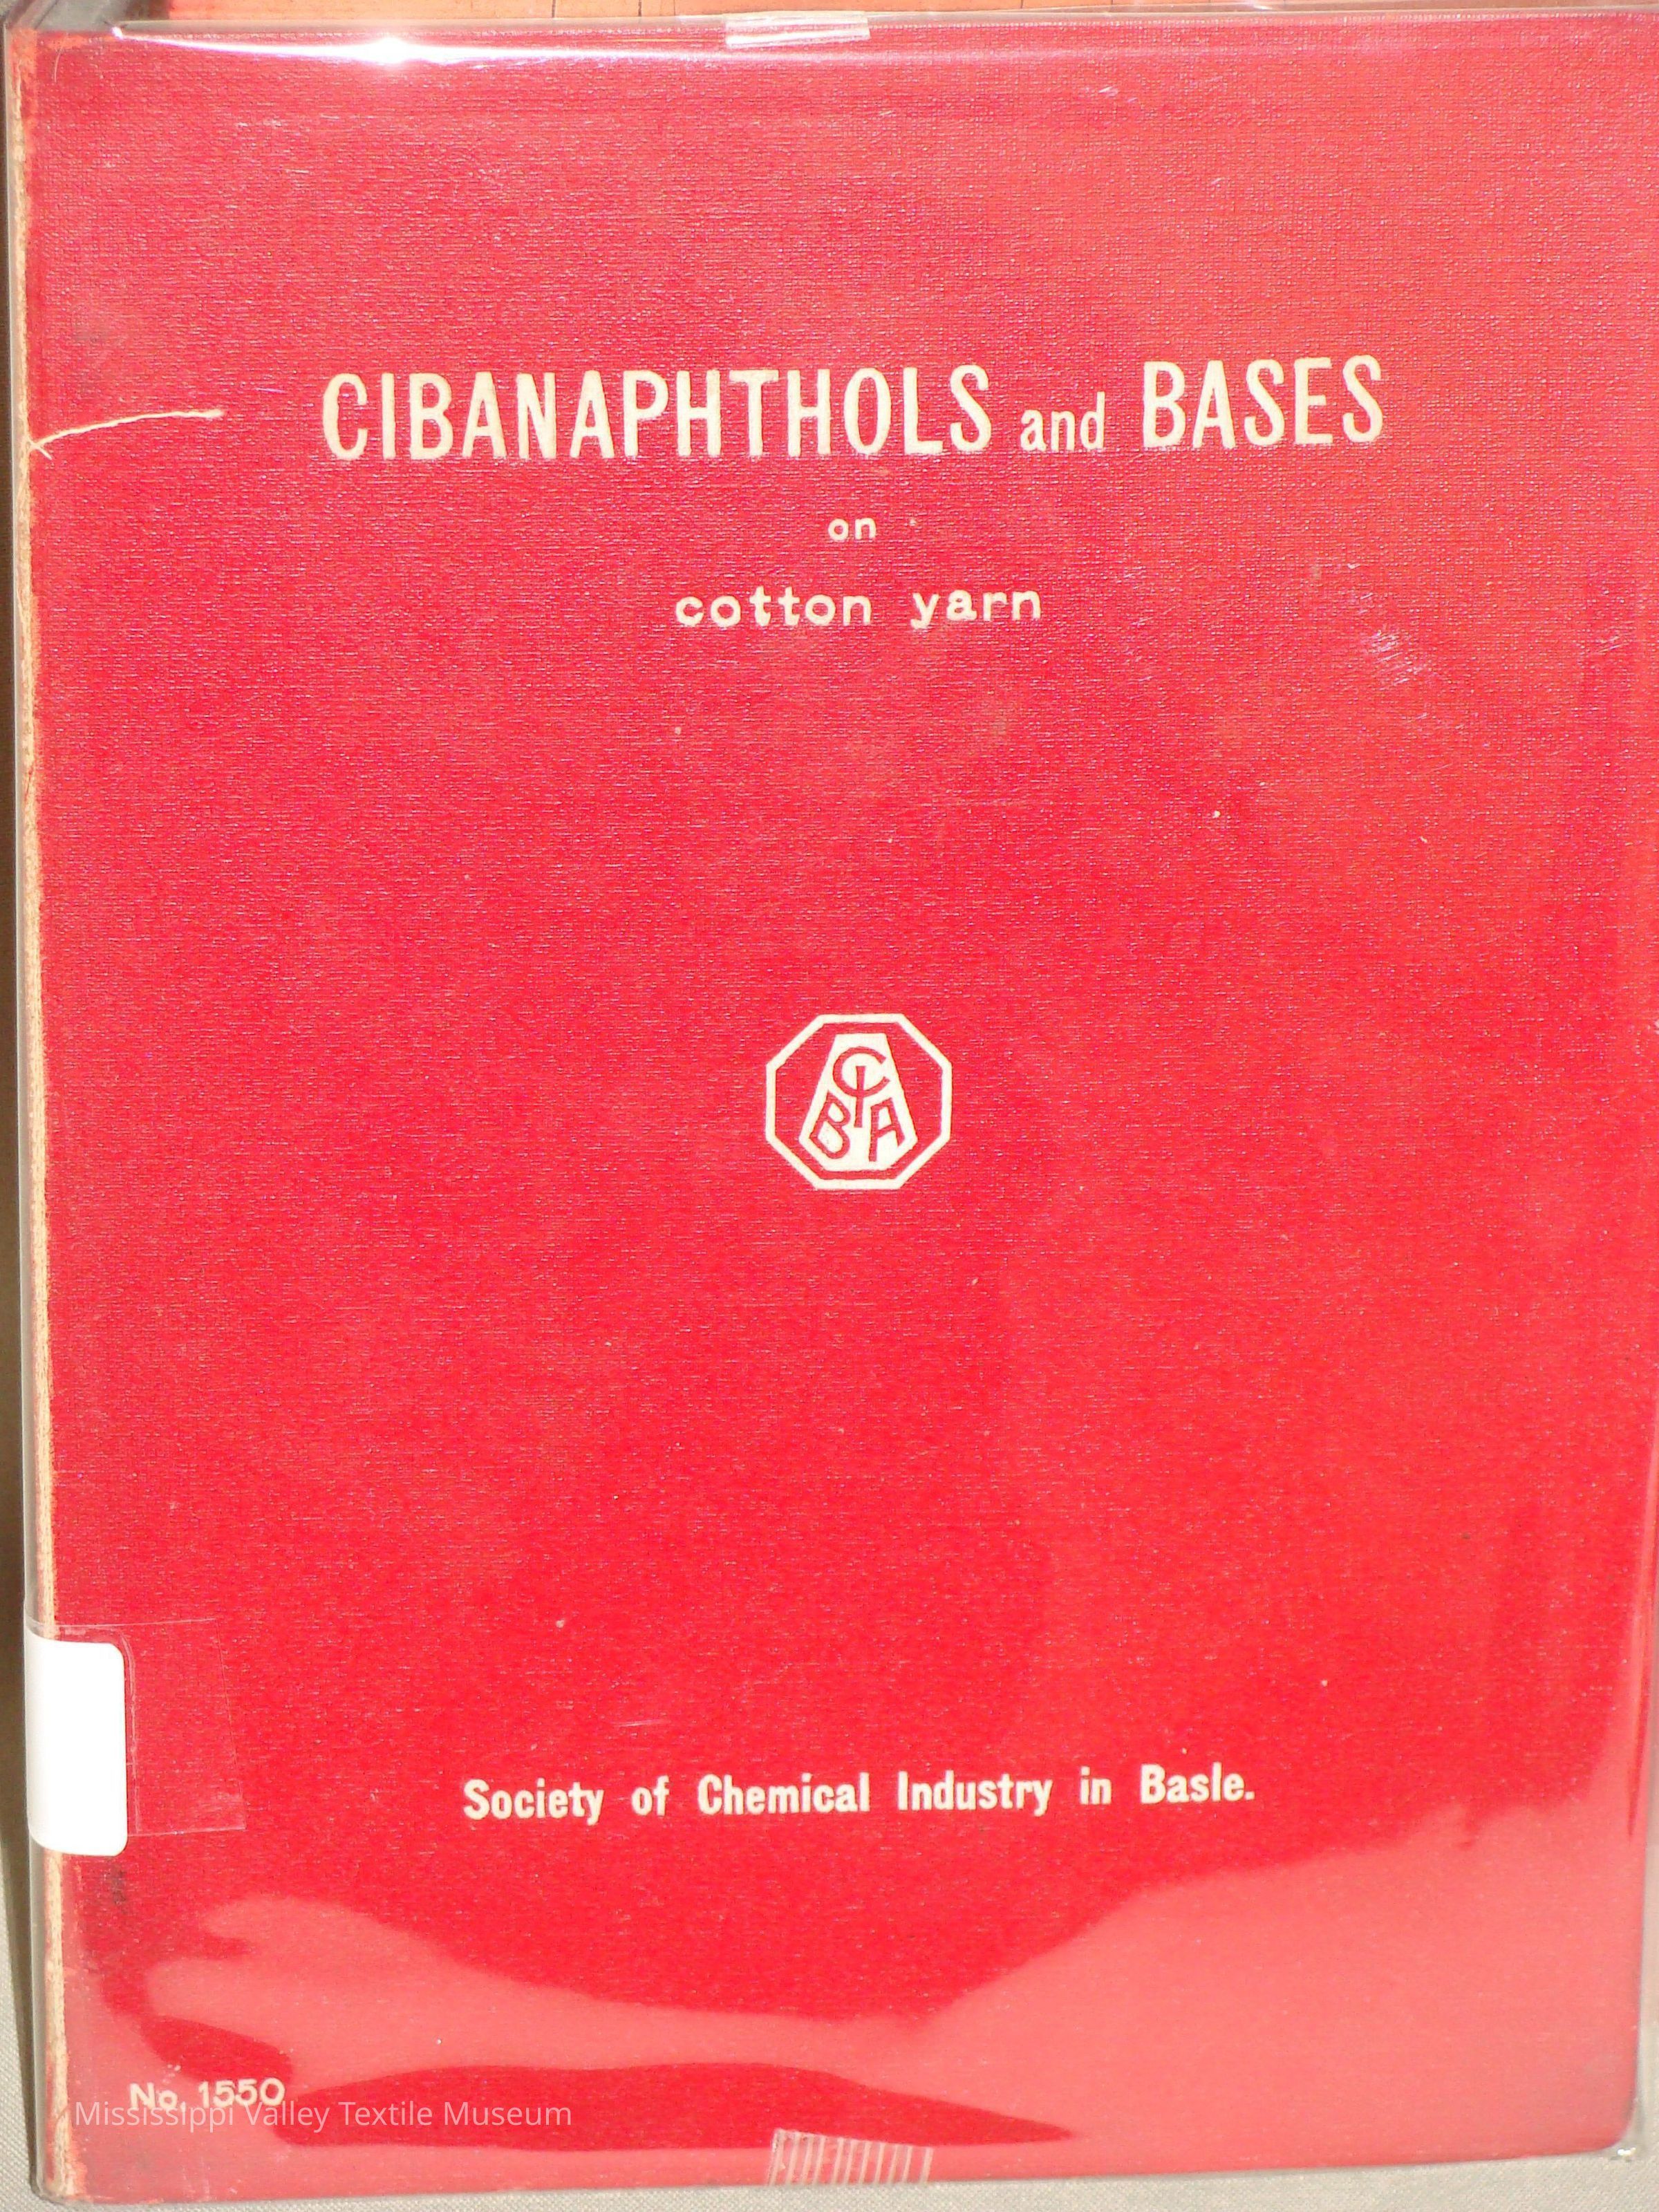 CIBANAPHTHOLS and BASES
on
cotton yarn
CIBA
Society of Chemical Industry in Basle.
No. 1550
Mississippi Valley Textile Museum